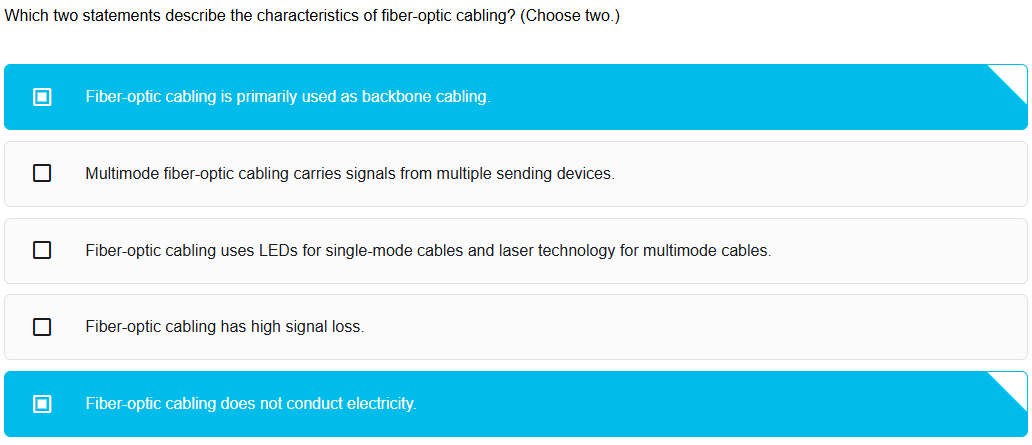 Which two statements describe the characteristics of fiber-optic cabling? (Choose two.)
Fiber-optic cabling is primarily used as backbone cabling.
Multimode fiber-optic cabling carries signals from multiple sending devices.
Fiber-optic cabling uses LEDs for single-mode cables and laser technology for multimode cables.
Fiber-optic cabling has high signal loss.
Fiber-optic cabling does not conduct electricity.